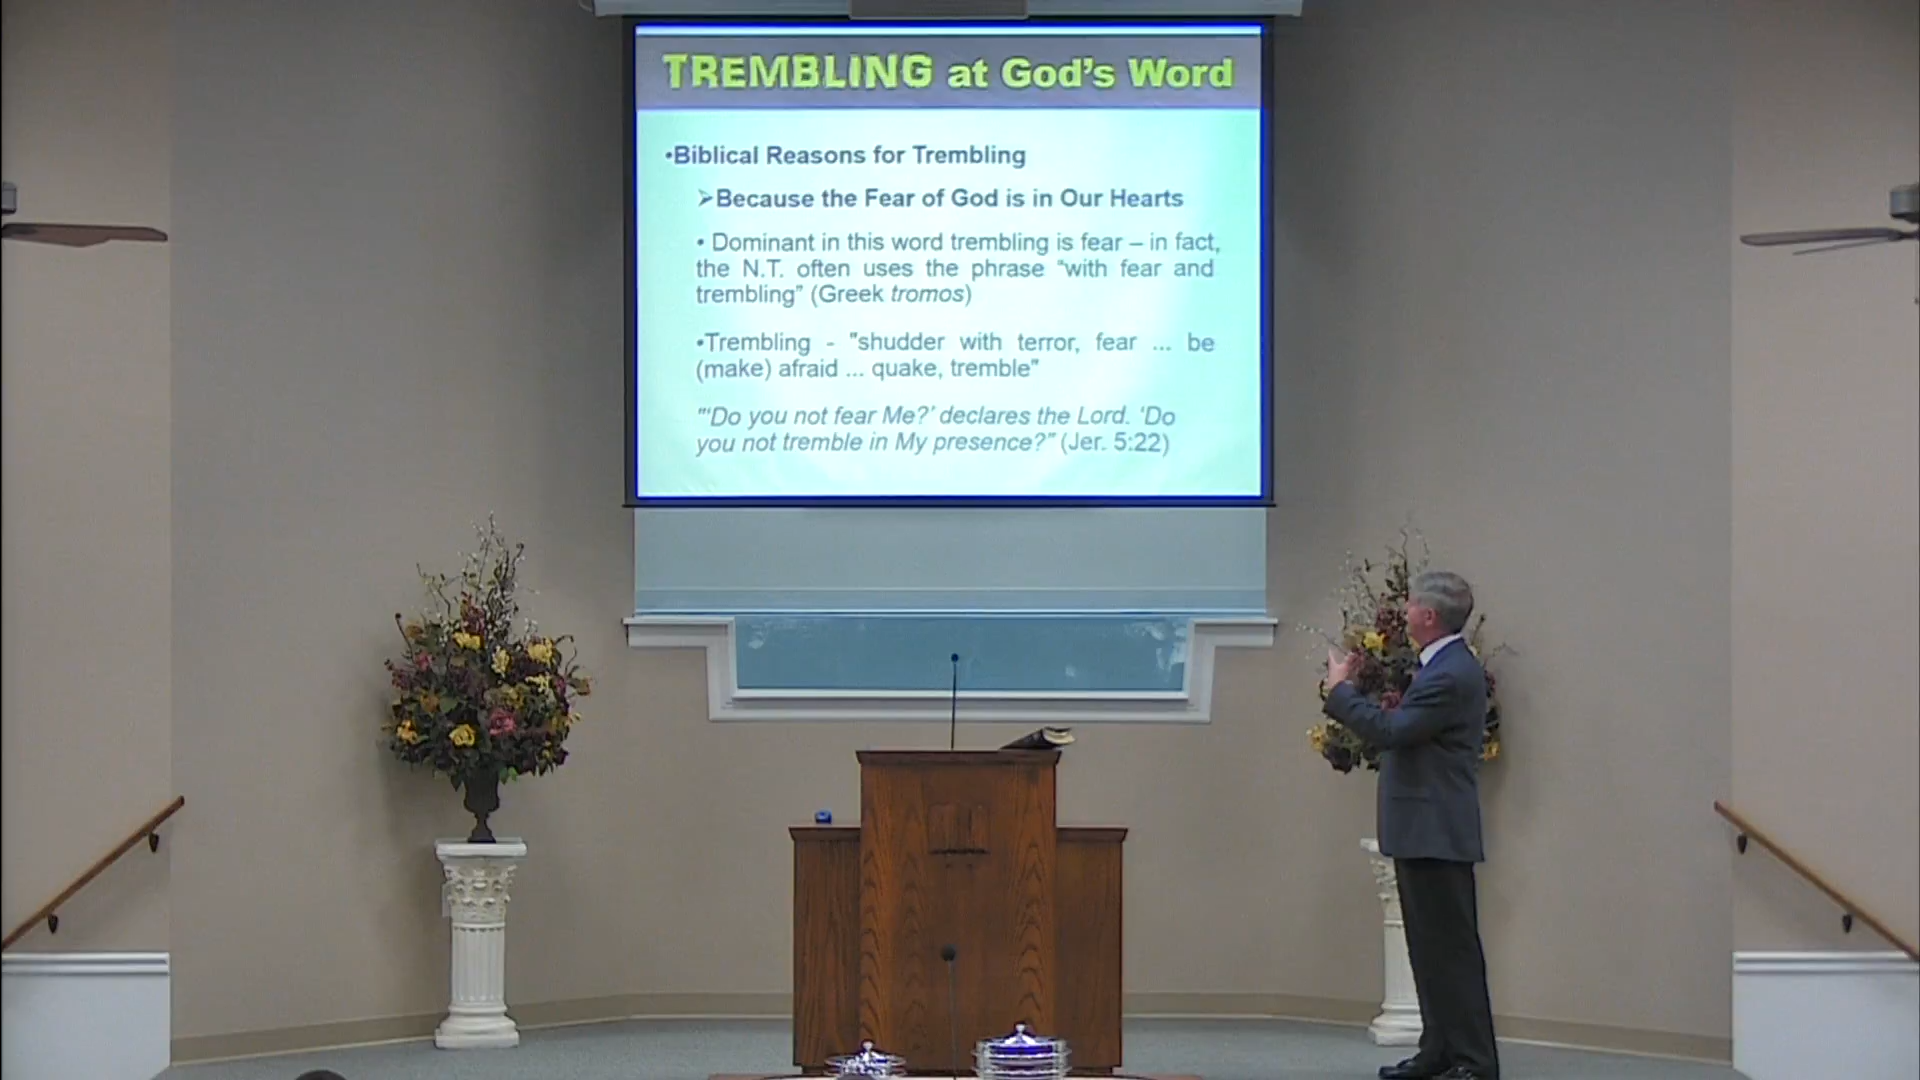 TREMBLING at God's Word
•Biblical Reasons for Trembling
➢Because the Fear of God is in Our Hearts
• Dominant in this word trembling is fear – in fact,
the N.T. often uses the phrase "with fear and
trembling" (Greek tromos)
•Trembling - "shudder with terror, fear ... be
(make) afraid ... quake, tremble"
"'Do you not fear Me?' declares the Lord. 'Do
you not tremble in My presence?" (Jer. 5:22)